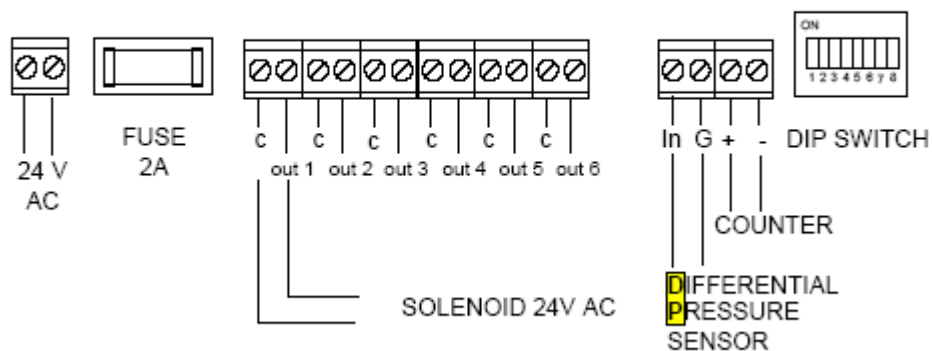 ON
1 2 3 4 5 6 7 8
24 V
AC
FUSE
2A
C C C C C C
out 1 out 2 out 3 out 4 out 5 out 6
In G + - DIP SWITCH
COUNTER
SOLENOID 24V AC
DIFFERENTIAL
PRESSURE
SENSOR